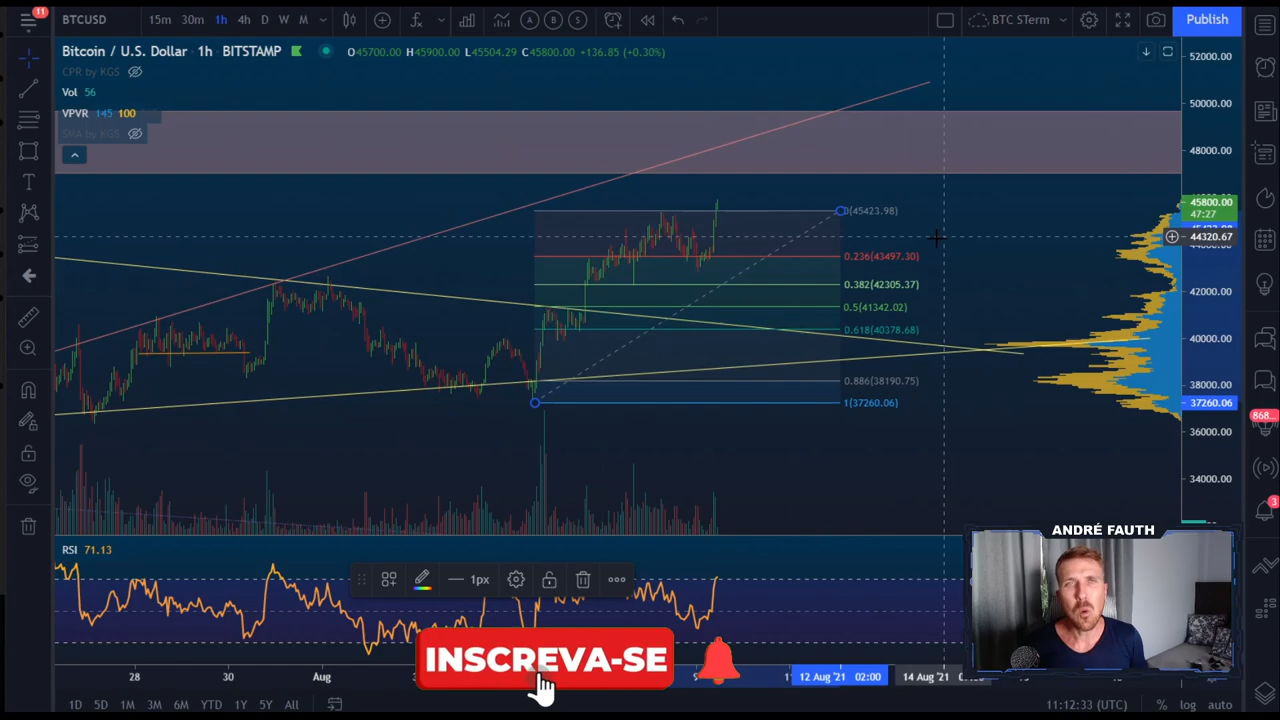 11
BTCUSD
15m 30m 1h 4h D W M
A B S
BTC STerm
Publish
Bitcoin / U.S. Dollar · 1h · BITSTAMP
O45700.00 H45900.00 L45504.29 C45800.00 +136.85 (+0.30%)
CPR by KGS
Vol 56
VPVR 145 100
SMA by KGS
52000.00
50000.00
48000.00
45800.00
47:27
44320.67
42000.00
40000.00
38000.00
37260.06
36000.00
34000.00
0(45423.98)
0.236(43497.30)
0.382(42305.37)
0.5(41342.02)
0.618(40378.68)
0.886(38190.75)
1(37260.06)
868...
3
ANDRÉ FAUTH
RSI 71.13
1px
INSCREVA-SE
28 30 Aug 12 Aug '21 02:00 14 Aug '21
1D 5D 1M 3M 6M YTD 1Y 5Y All
11:12:33 (UTC) % log auto